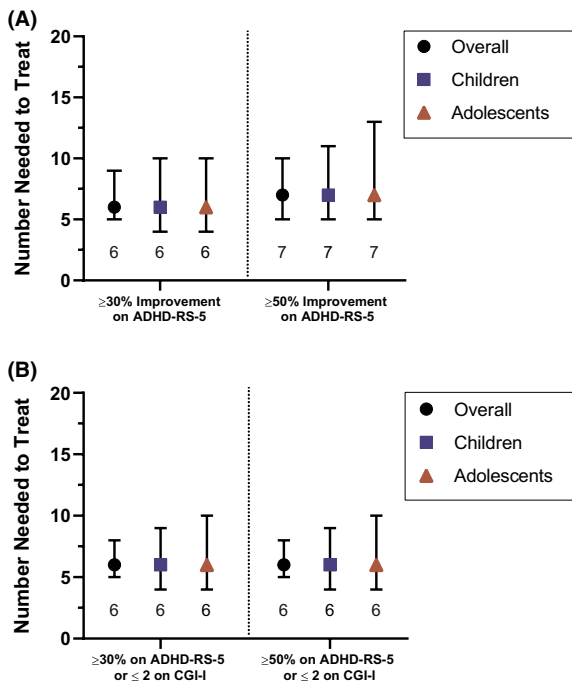 (A)
Number Needed to Treat
20
15
10
5
0
6 6 6 7 7 7
≥30% Improvement
on ADHD-RS-5
≥50% Improvement
on ADHD-RS-5
Overall
Children
Adolescents
(B)
Number Needed to Treat
20
15
10
5
0
6 6 6 6 6 6
≥30% on ADHD-RS-5
or ≤ 2 on CGI-I
≥50% on ADHD-RS-5
or ≤ 2 on CGI-I
Overall
Children
Adolescents